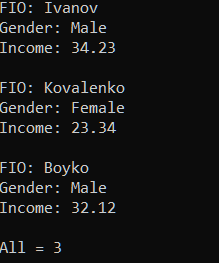 FIO: Ivanov
Gender: Male
Income: 34.23
FIO: Kovalenko
Gender: Female
Income: 23.34
FIO: Boyko
Gender: Male
Income: 32.12
All = 3